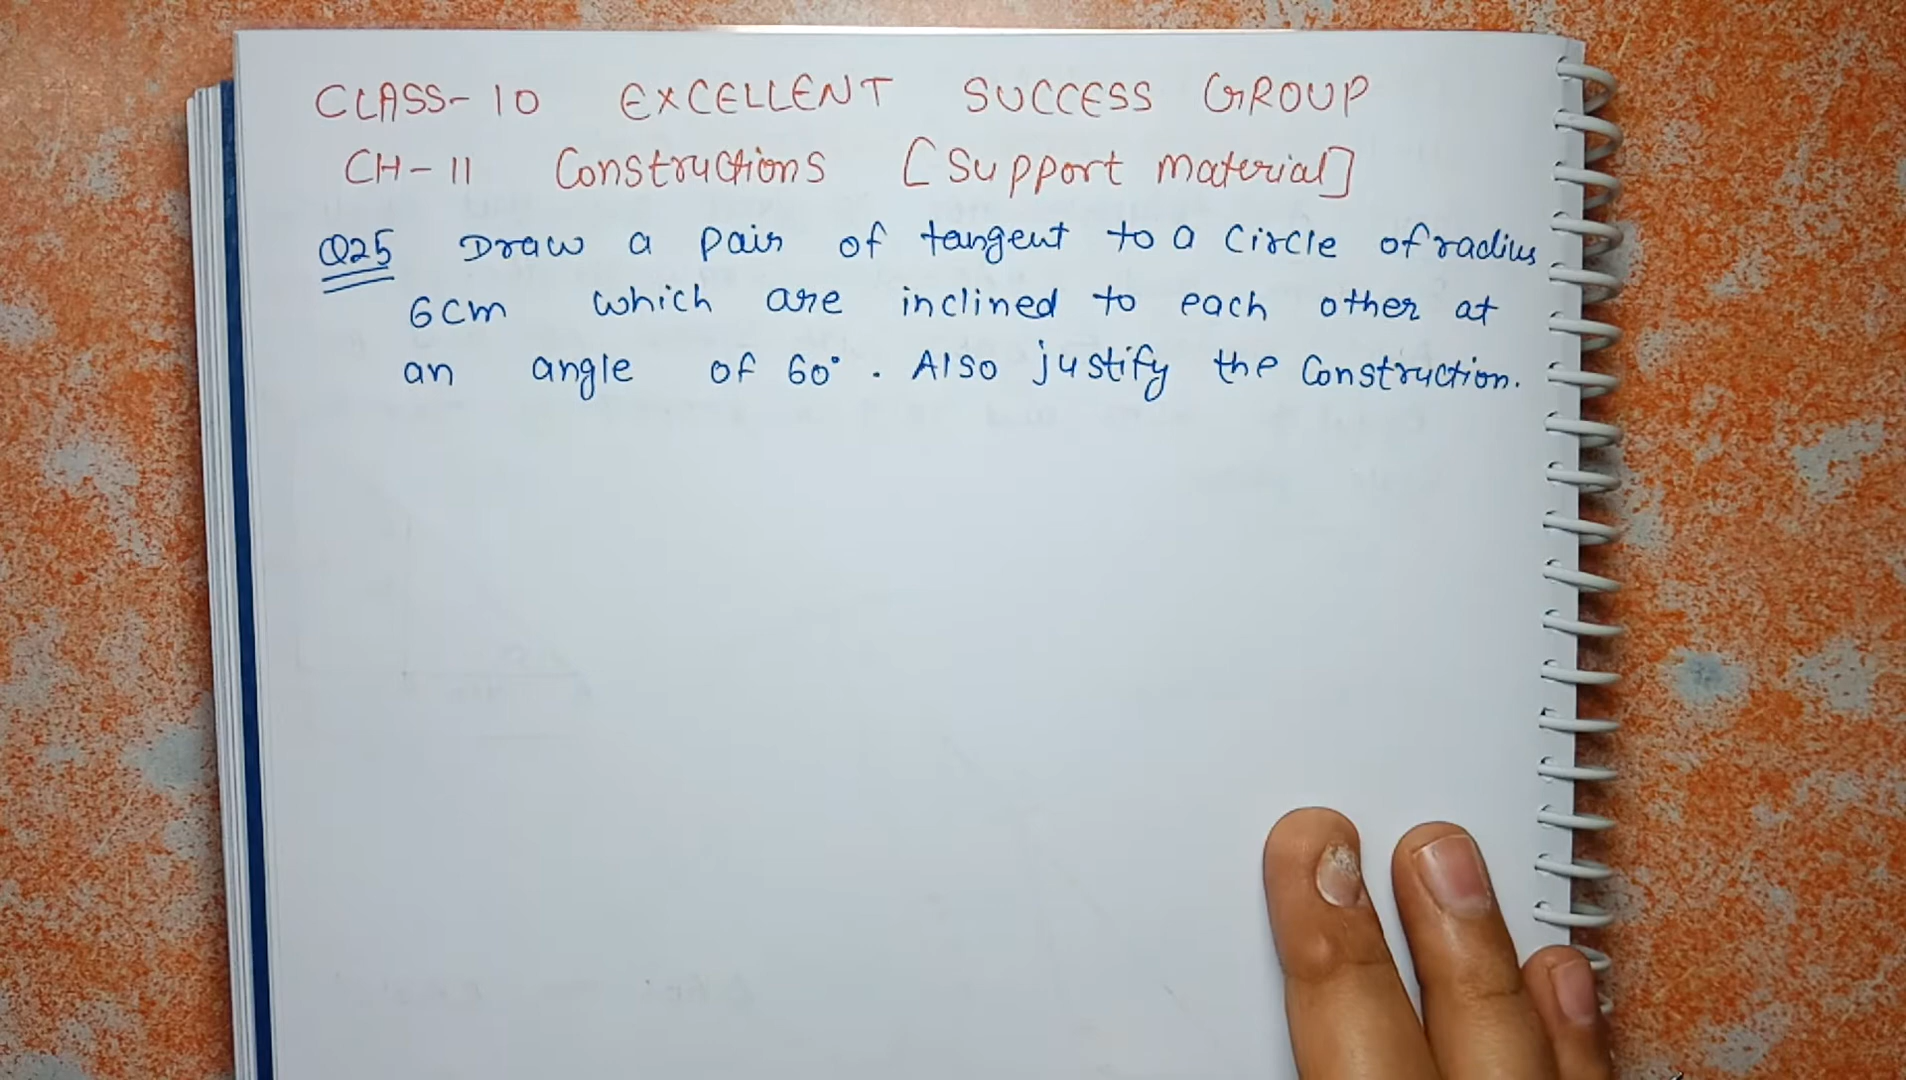 CLASS-10 EXCELLENT SUCCESS GROUP
CH-11 Constructions [Support material]
Q25 Draw a pair of tangent to a circle of radius
6cm which are inclined to each other at
an angle of 60°. Also justify the Construction.